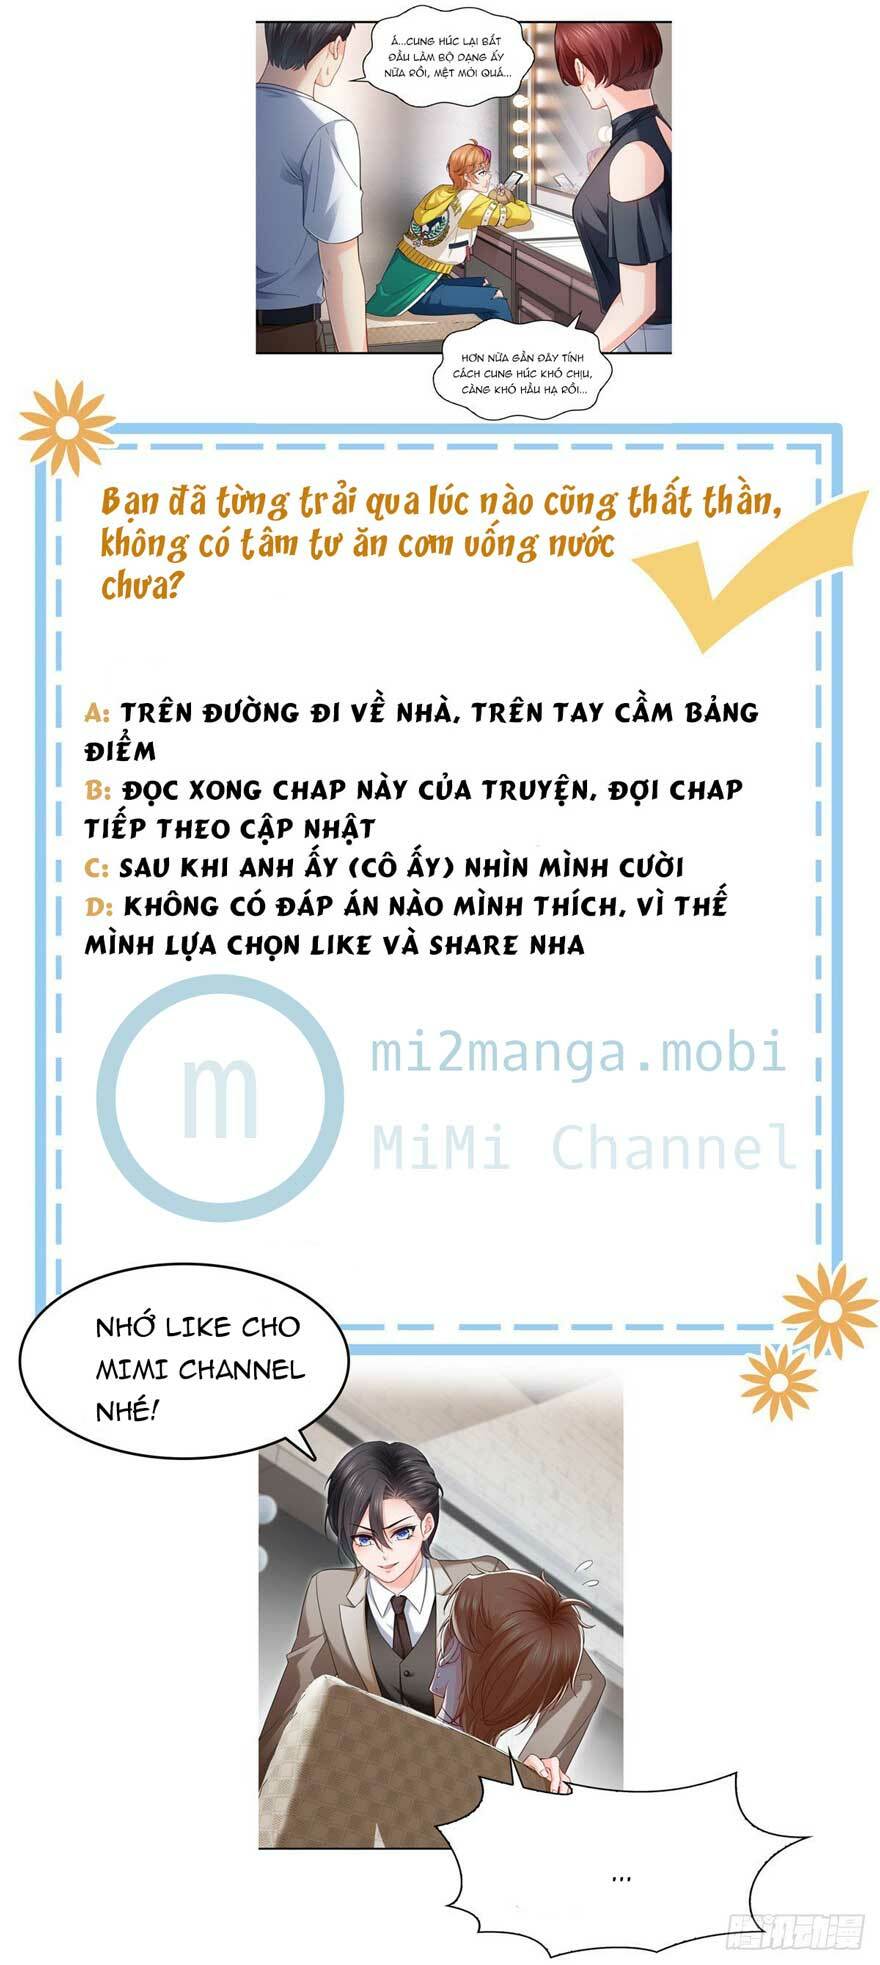 Á...CUNG HÚC LẠI BẮT
ĐẦU LÀM BỘ DẠNG ẤY
NỮA RỒI, MỆT MỎI QUÁ...
HƠN NỮA GẦN ĐÂY TÍNH
CÁCH CUNG HÚC KHÓ CHỊU,
CÀNG KHÓ HẦU HẠ RỒI...
Bạn đã từng trải qua lúc nào cũng thất thần,
không có tâm tư ăn cơm uống nước
chưa?
A: TRÊN ĐƯỜNG ĐI VỀ NHÀ, TRÊN TAY CẦM BẢNG
ĐIỂM
B: ĐỌC XONG CHAP NÀY CỦA TRUYỆN, ĐỢI CHAP
TIẾP THEO CẬP NHẬT
C: SAU KHI ANH ẤY (CÔ ẤY) NHÌN MÌNH CƯỜI
D: KHÔNG CÓ ĐÁP ÁN NÀO MÌNH THÍCH, VÌ THẾ
MÌNH LỰA CHỌN LIKE VÀ SHARE NHA
m
mi2manga.mobi
MiMi Channel
NHỚ LIKE CHO
MIMI CHANNEL
NHÉ!
...
腾讯动漫